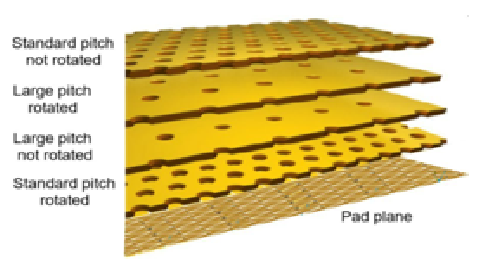 Standard pitch
not rotated
Large pitch
rotated
Large pitch
not rotated
Standard pitch
rotated
Pad plane